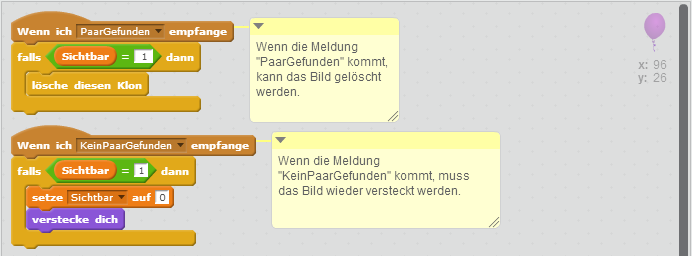 Wenn ich PaarGefunden empfange
falls Sichtbar = 1 dann
lösche diesen Klon
Wenn die Meldung
"PaarGefunden" kommt,
kann das Bild gelöscht
werden.
x: 96
y: 26
Wenn ich KeinPaarGefunden empfange
falls Sichtbar = 1 dann
setze Sichtbar auf 0
verstecke dich
Wenn die Meldung
"KeinPaarGefunden" kommt, muss
das Bild wieder versteckt werden.